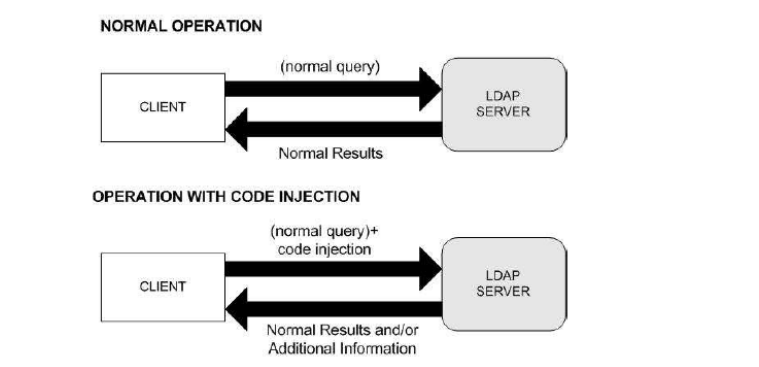 NORMAL OPERATION
(normal query)
CLIENT
LDAP
SERVER
Normal Results
OPERATION WITH CODE INJECTION
(normal query)+
code injection
CLIENT
LDAP
SERVER
Normal Results and/or
Additional Information